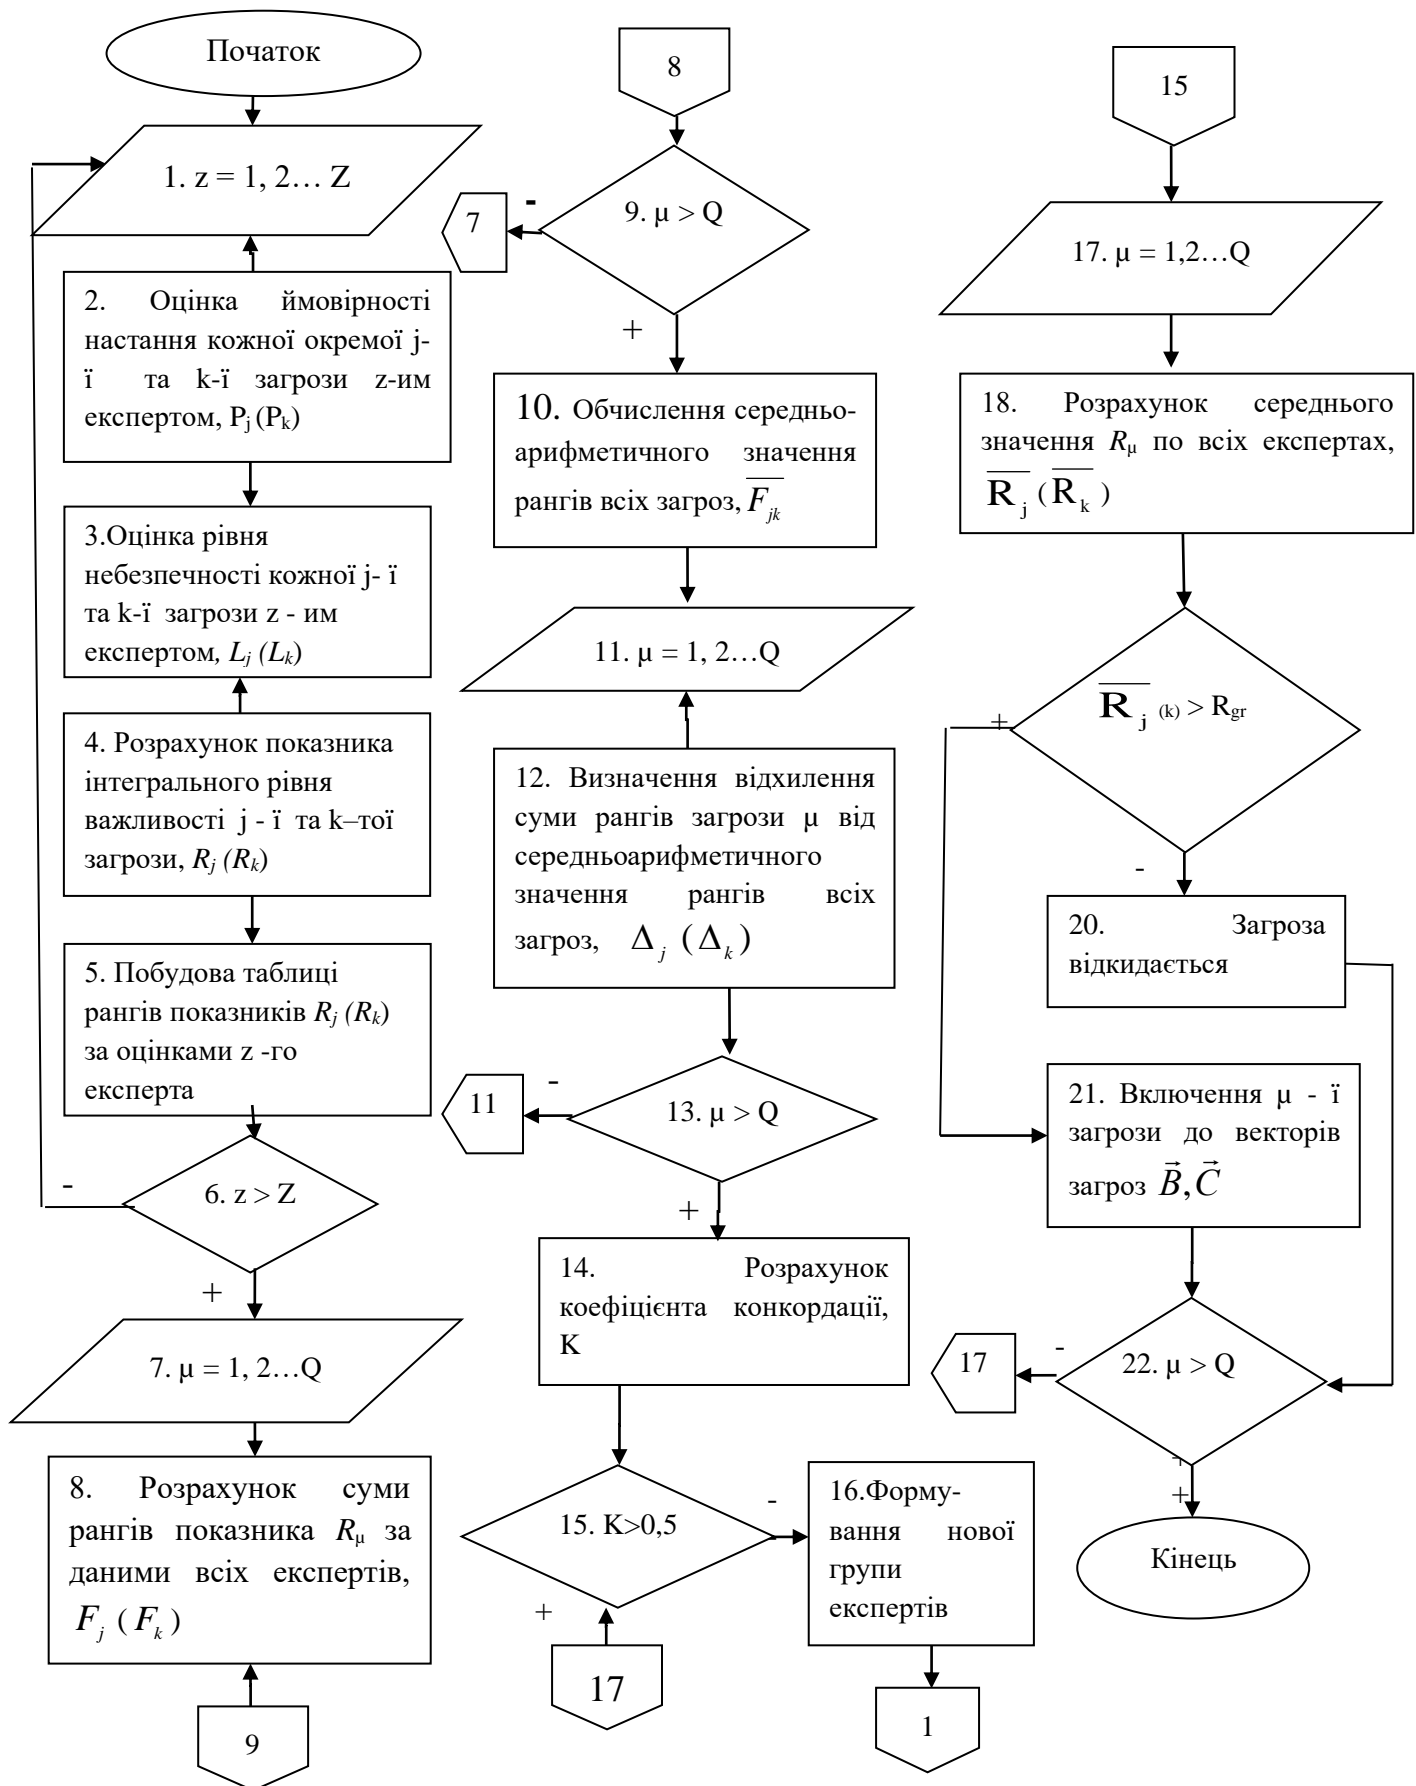 Початок
1. z = 1, 2… Z
2. Оцінка ймовірності
настання кожної окремої j-
ї та k-ї загрози z-им
експертом, Pj (Pk)
3.Оцінка рівня
небезпечності кожної j- ї
та k-ї загрози z - им
експертом, Lj (Lk)
4. Розрахунок показника
інтегрального рівня
важливості j - ї та k–тої
загрози, Rj (Rk)
5. Побудова таблиці
рангів показників Rj (Rk)
за оцінками z -го
експерта
6. z > Z
-
+
7. μ = 1, 2…Q
8. Розрахунок суми
рангів показника Rμ за
даними всіх експертів,
Fj ( Fk )
9
8
9. μ > Q
-
7
+
10. Обчислення середньо-
арифметичного значення
рангів всіх загроз, F̅jk
11. μ = 1, 2…Q
12. Визначення відхилення
суми рангів загрози μ від
середньоарифметичного
значення рангів всіх
загроз, Δj (Δk)
13. μ > Q
-
11
+
14. Розрахунок
коефіцієнта конкордації,
К
15. K>0,5
-
+
17
16.Форму-
вання нової
групи
експертів
1
15
17. μ = 1,2…Q
18. Розрахунок середнього
значення Rμ по всіх експертах,
R̅j ( R̅k )
R̅j (k) > Rgr
+
-
20. Загроза
відкидається
21. Включення μ - ї
загрози до векторів
загроз B⃗, C⃗
22. μ > Q
-
17
+
+
Кінець